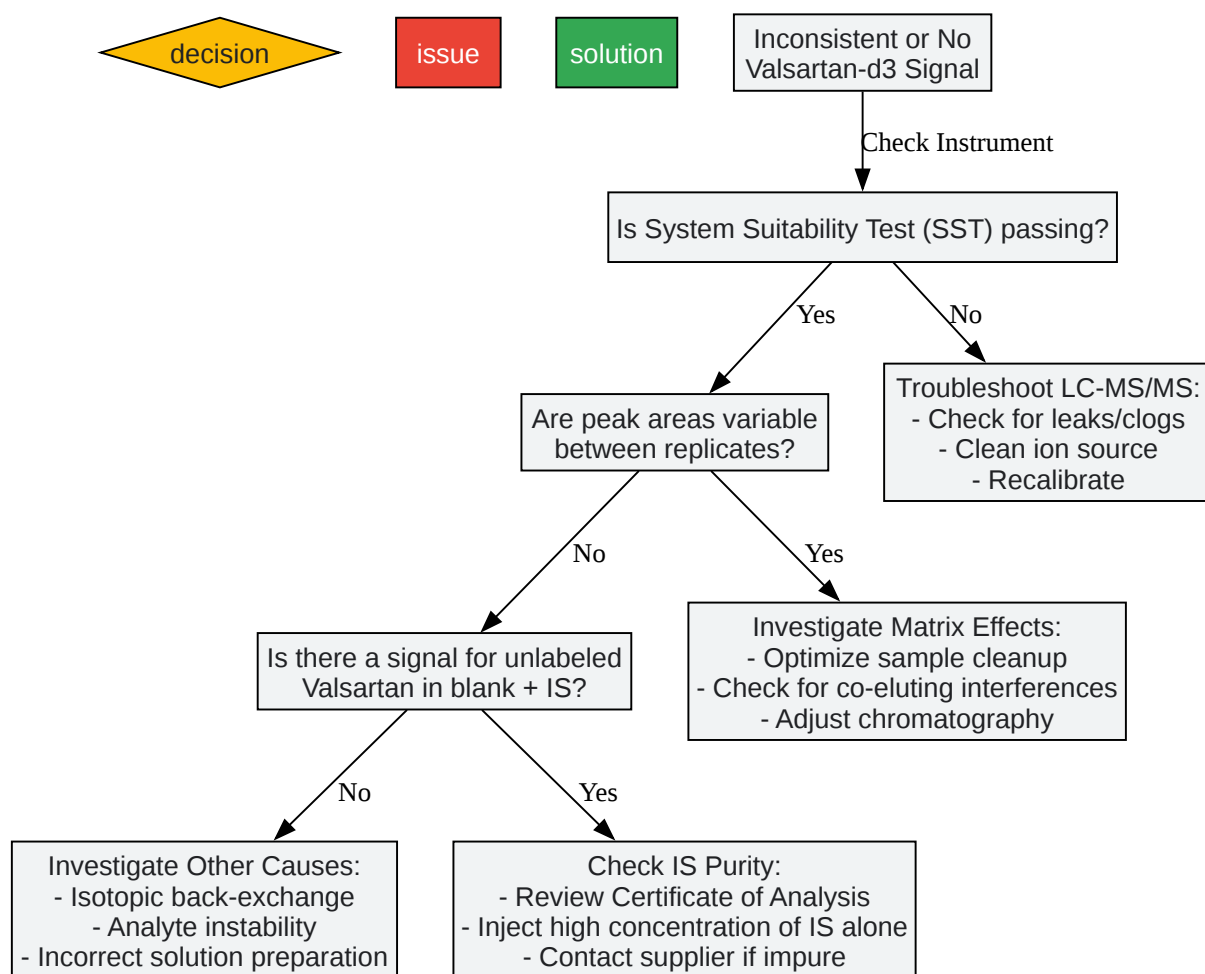 decision
issue
solution
Inconsistent or No
Valsartan-d3 Signal
Check Instrument
Is System Suitability Test (SST) passing?
Yes
No
Are peak areas variable
between replicates?
Troubleshoot LC-MS/MS:
- Check for leaks/clogs
- Clean ion source
- Recalibrate
No
Yes
Is there a signal for unlabeled
Valsartan in blank + IS?
Investigate Matrix Effects:
- Optimize sample cleanup
- Check for co-eluting interferences
- Adjust chromatography
No
Yes
Investigate Other Causes:
- Isotopic back-exchange
- Analyte instability
- Incorrect solution preparation
Check IS Purity:
- Review Certificate of Analysis
- Inject high concentration of IS alone
- Contact supplier if impure